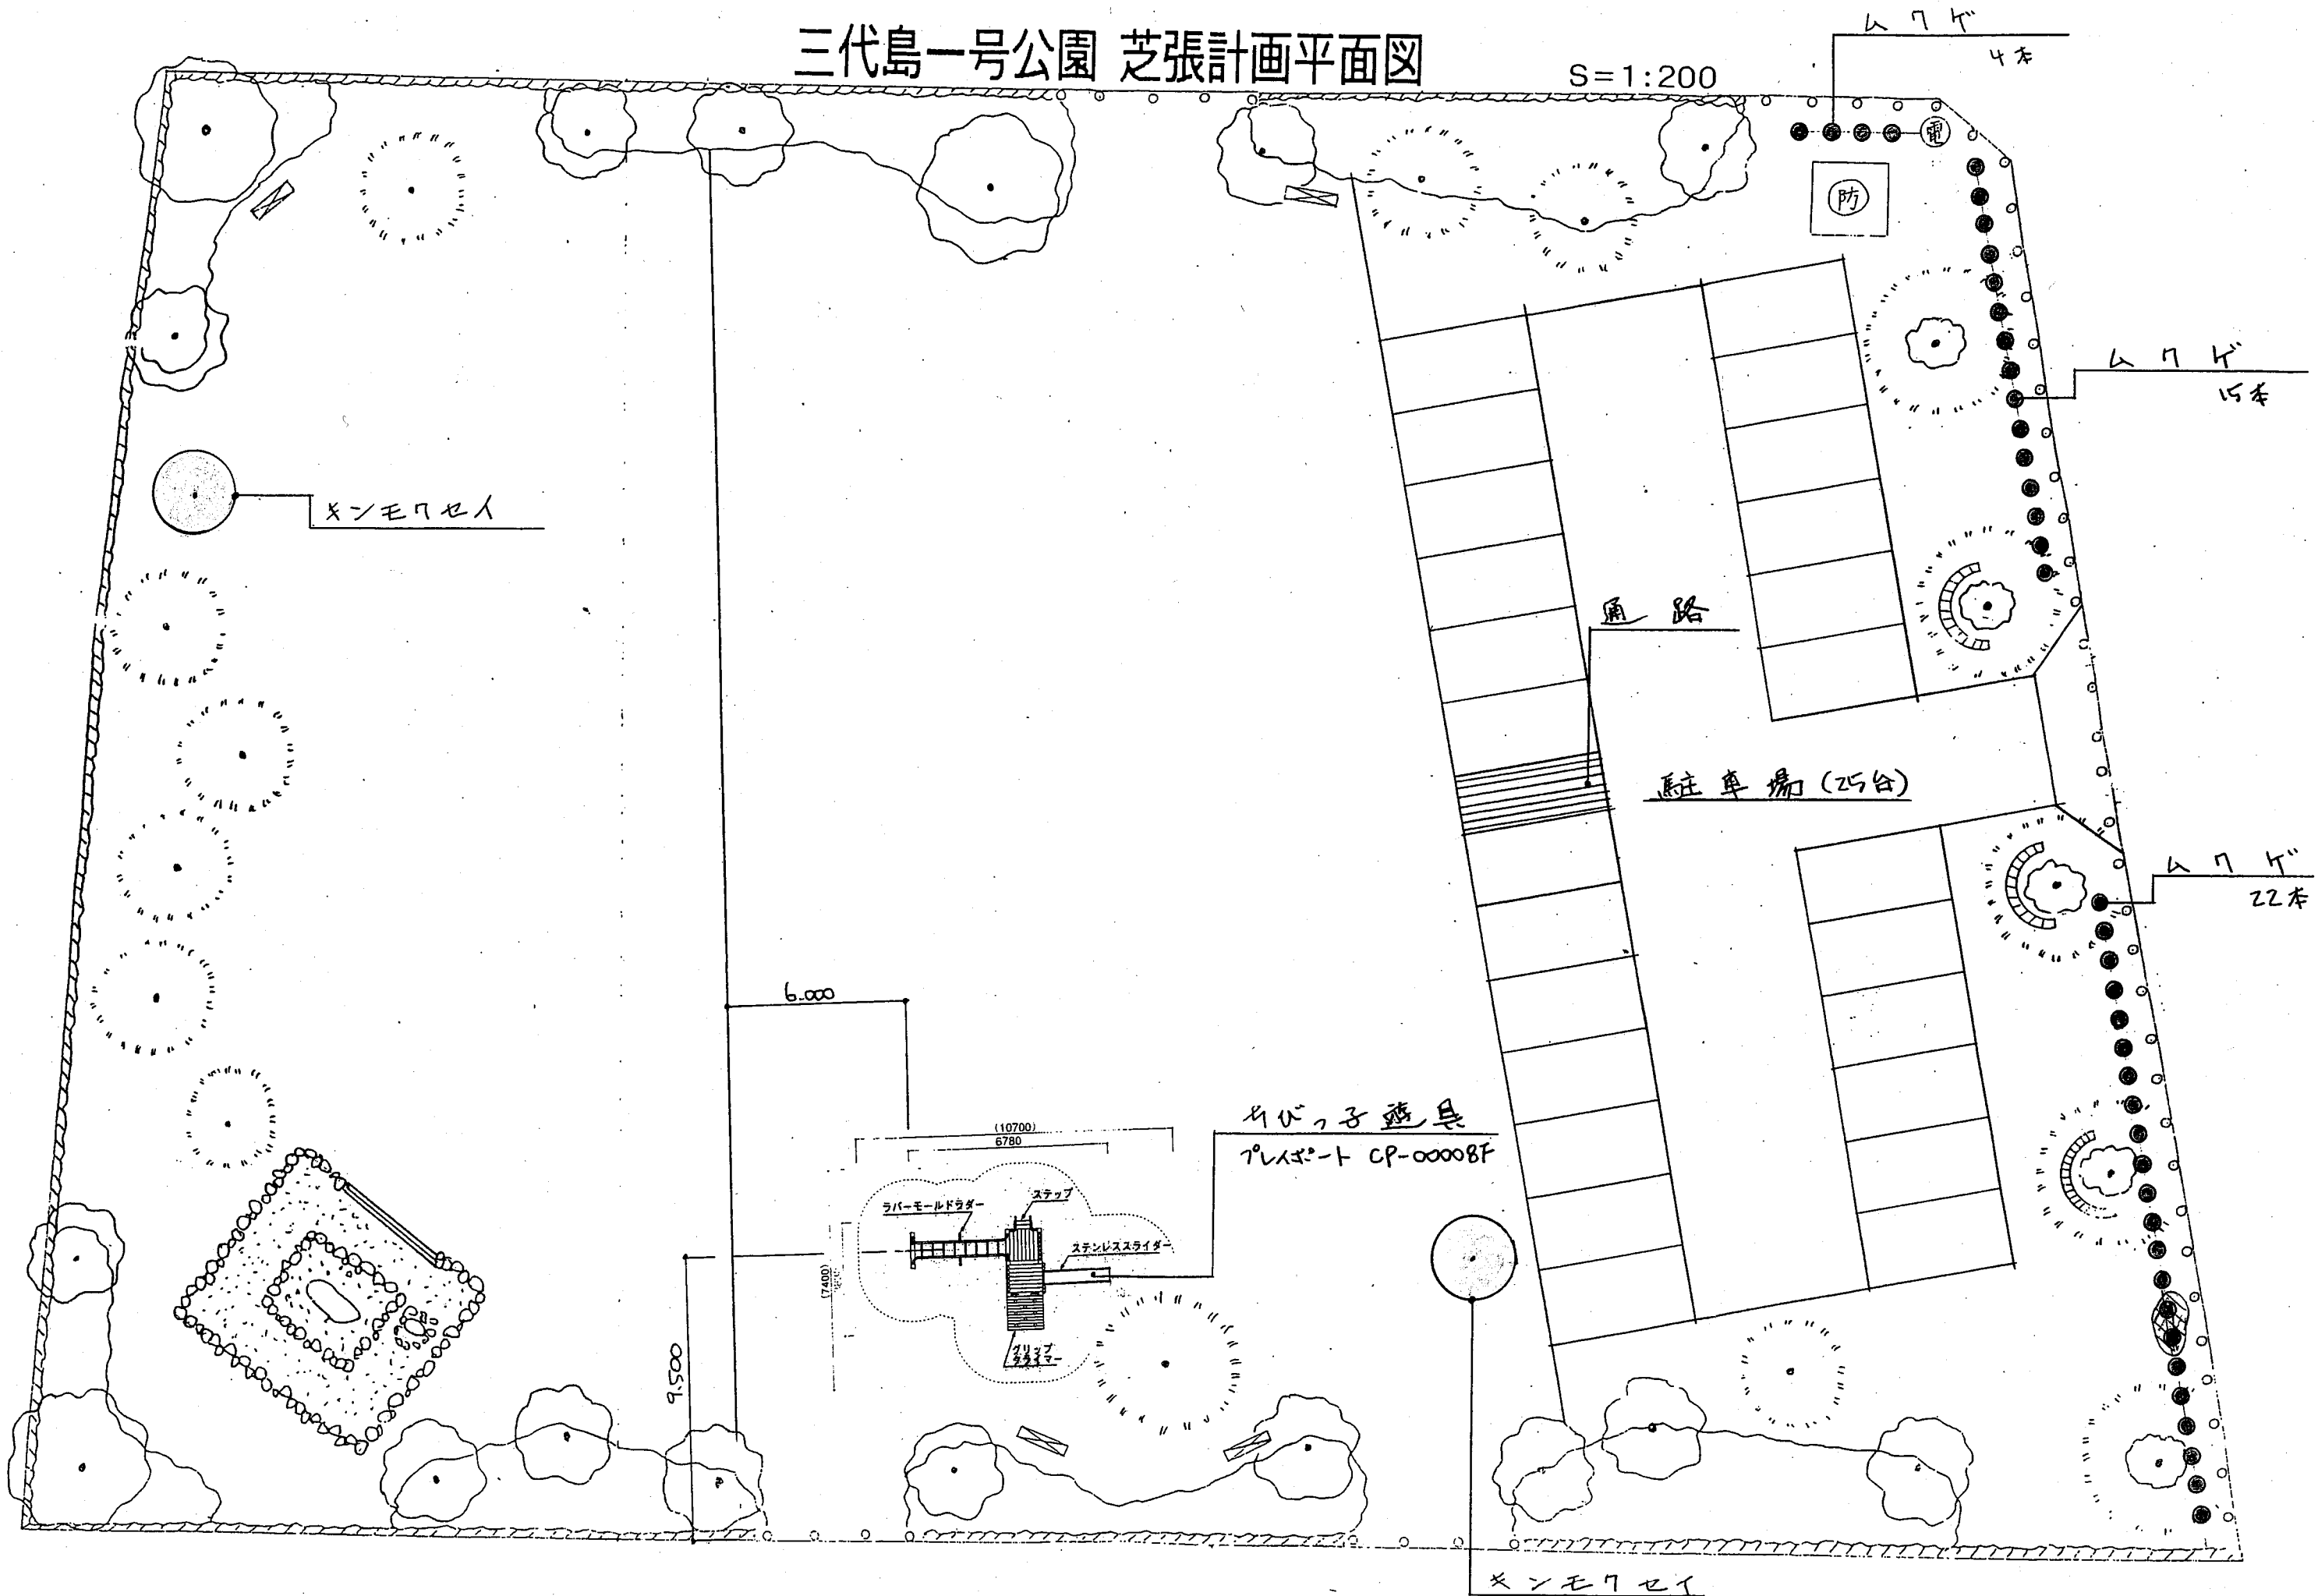 三代島一号公園 芝張計画平面図
S=1:200
ムクゲ
4本
電
防
ムクゲ
15本
キンモクセイ
通路
駐車場(25台)
ムクゲ
22本
6.000
(10700)
6780
ちびっ子遊具
プレイポート CP-00008F
ステップ
ラバーモールドラダー
ステンレススライダー
(7400)
グリップ
クライマー
9.500
キンモクセイ